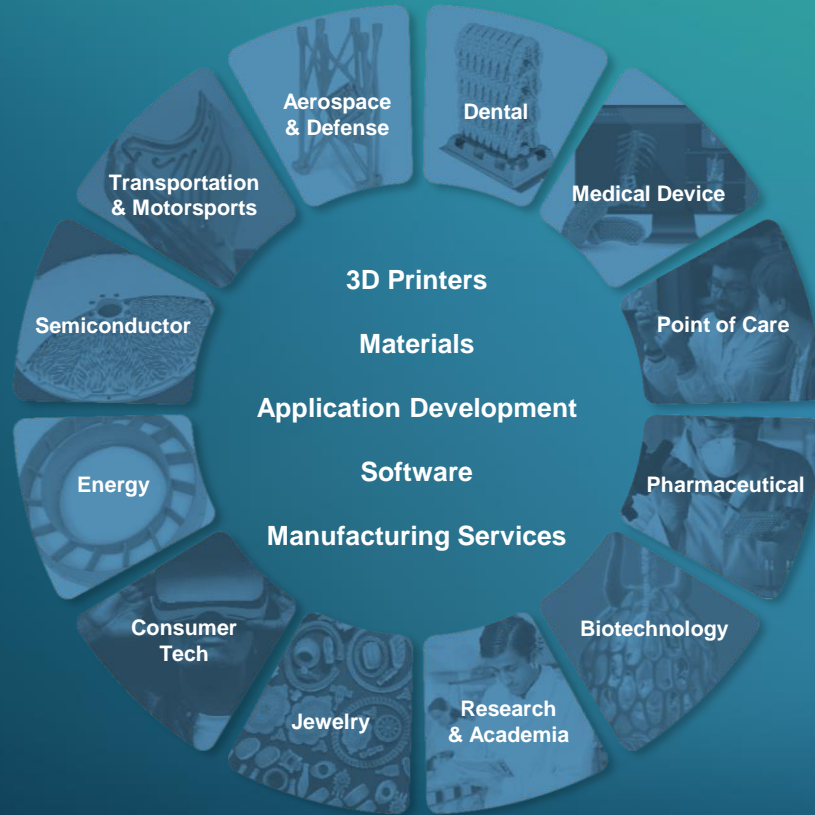 Aerospace
& Defense
Dental
Medical Device
Point of Care
Pharmaceutical
Biotechnology
Research
& Academia
Jewelry
Consumer
Tech
Energy
Semiconductor
Transportation
& Motorsports
3D Printers
Materials
Application Development
Software
Manufacturing Services